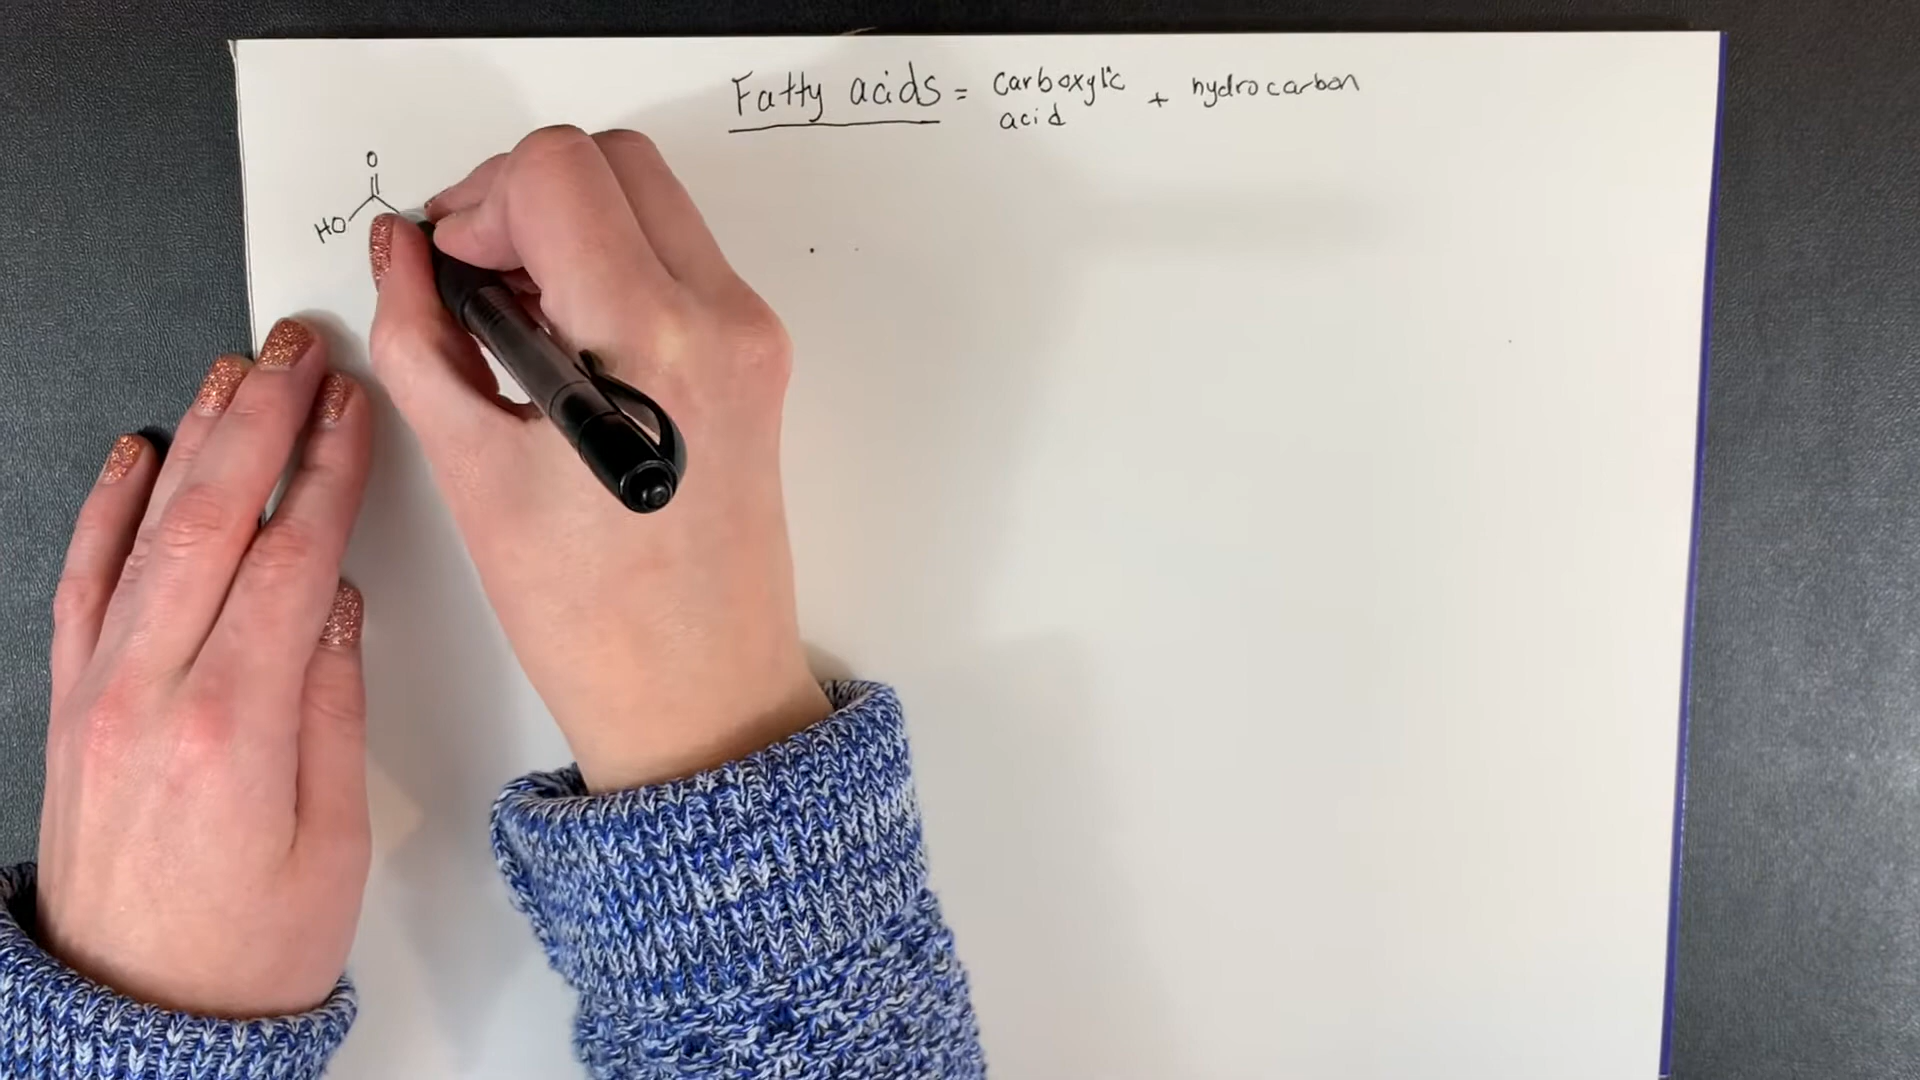 Fatty acids = carboxylic acid + hydrocarbon
O
HO